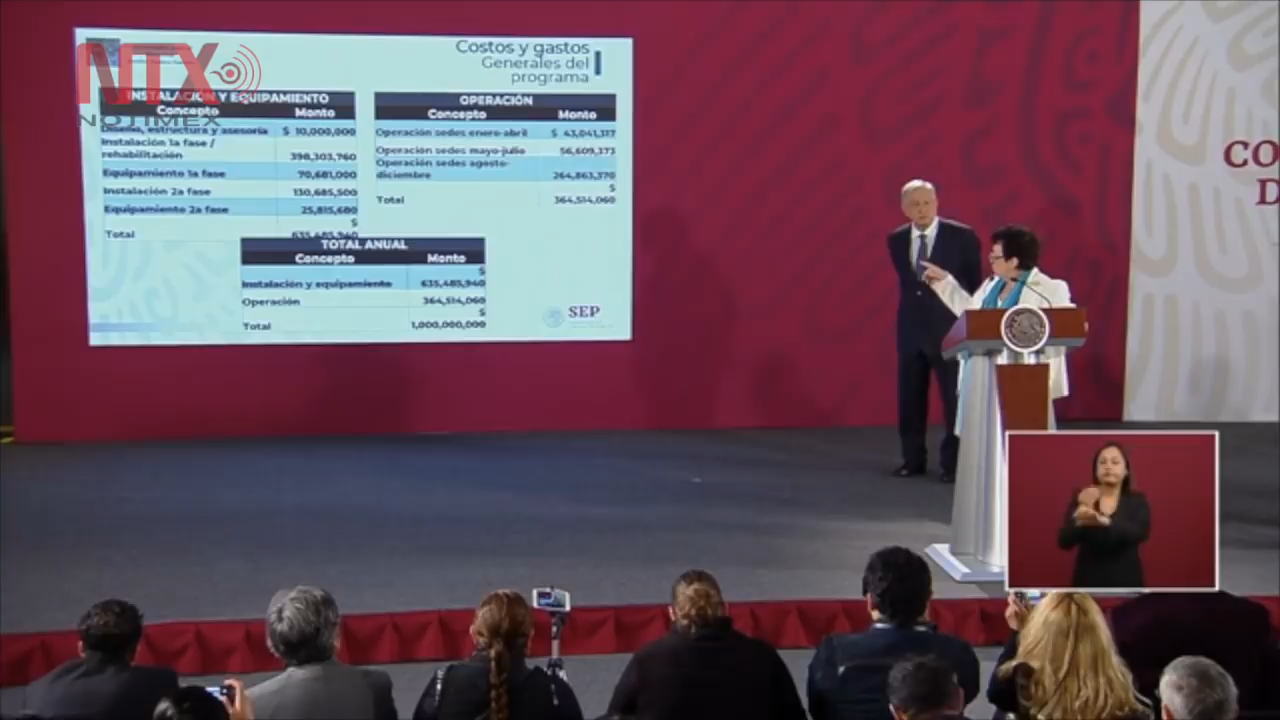 NTX
NOTIMEX
Costos y gastos
Generales del
programa
INSTALACIÓN Y EQUIPAMIENTO
Concepto Monto
Diseño, estructura y asesoría $ 10,000,000
Instalación 1a fase /
rehabilitación 398,303,760
Equipamiento 1a fase 70,681,000
Instalación 2a fase 130,685,500
Equipamiento 2a fase 25,815,680
$
Total 635,485,940
OPERACIÓN
Concepto Monto
Operación sedes enero-abril $ 43,041,317
Operación sedes mayo-julio 56,609,373
Operación sedes agosto-
diciembre 264,863,370
$
Total 364,514,060
TOTAL ANUAL
Concepto Monto
$
Instalación y equipamiento 635,485,940
Operación 364,514,060
$
Total 1,000,000,000
SEP
CO
D